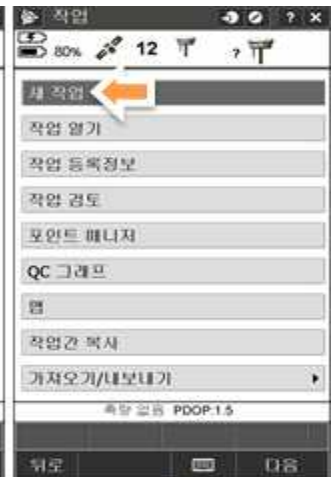 작업
? x
80% 12 ?
새 작업
작업 열기
작업 등록정보
작업 검토
포인트 매니저
QC 그래프
맵
작업간 복사
가져오기/내보내기
측량 없음 PDOP:1.5
뒤로 다음